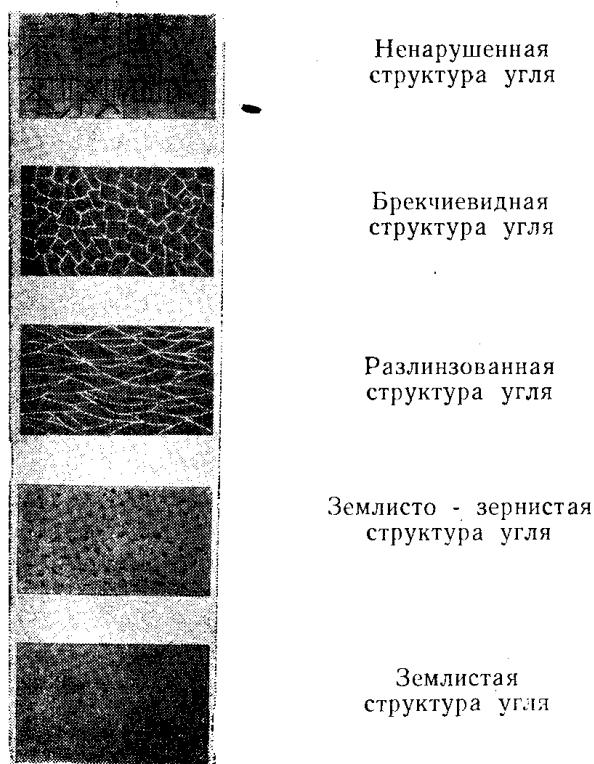 Ненарушенная
структура угля
Брекчиевидная
структура угля
Разлинзованная
структура угля
Землисто - зернистая
структура угля
Землистая
структура угля